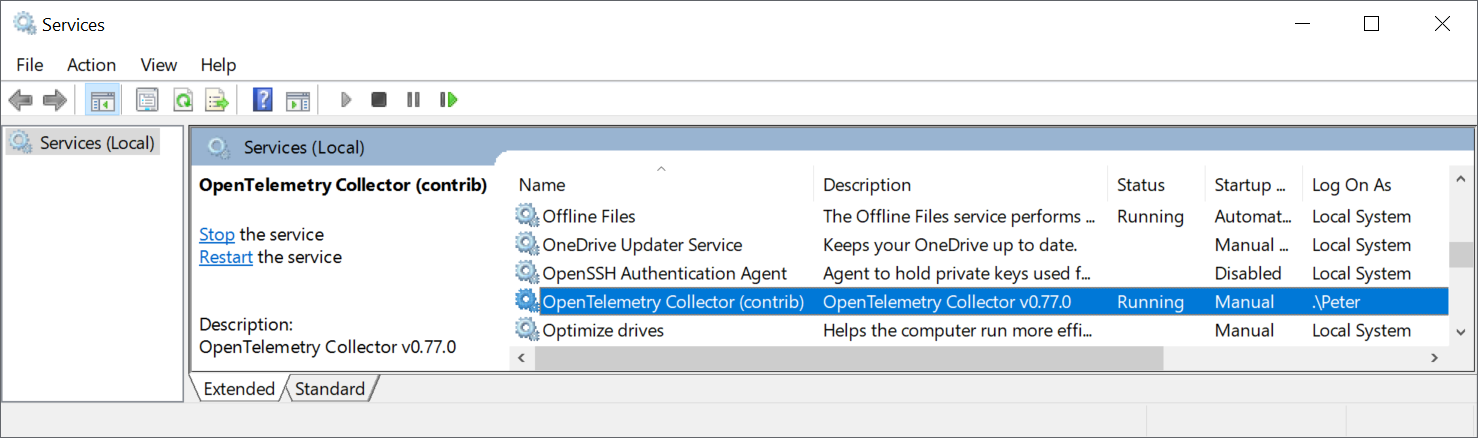 Services
File Action View Help
Services (Local)
Services (Local)
OpenTelemetry Collector (contrib)
Stop the service
Restart the service
Description:
OpenTelemetry Collector v0.77.0
Name Description Status Startup ... Log On As
Offline Files The Offline Files service performs ... Running Automat... Local System
OneDrive Updater Service Keeps your OneDrive up to date. Manual ... Local System
OpenSSH Authentication Agent Agent to hold private keys used f... Disabled Local System
OpenTelemetry Collector (contrib) OpenTelemetry Collector v0.77.0 Running Manual .\Peter
Optimize drives Helps the computer run more effi... Manual Local System
Extended Standard